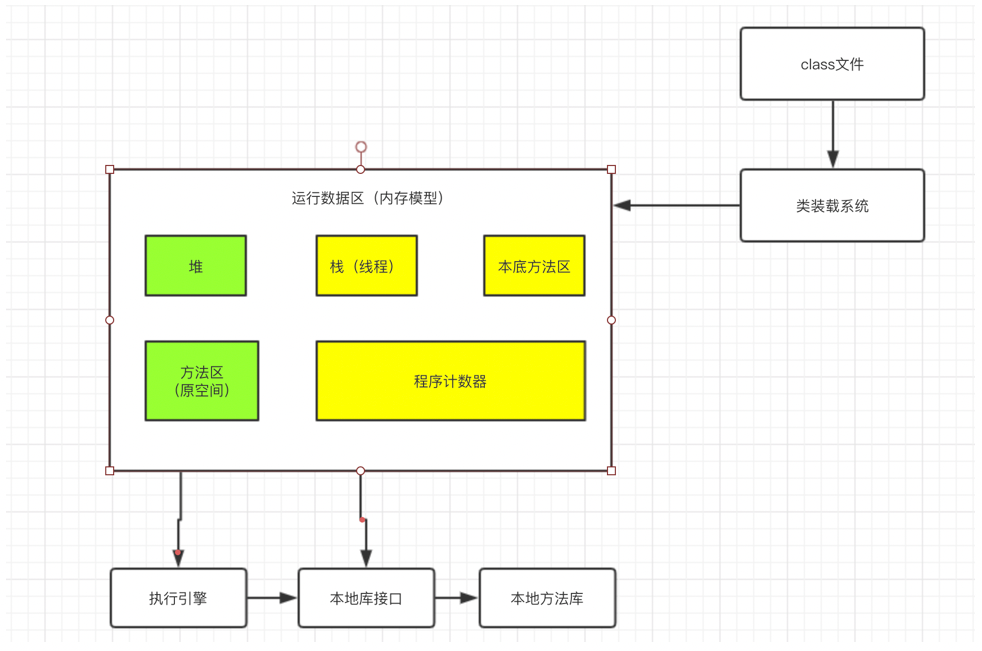 class文件
类装载系统
运行数据区（内存模型）
堆
栈（线程）
本底方法区
方法区
（原空间）
程序计数器
执行引擎
本地库接口
本地方法库